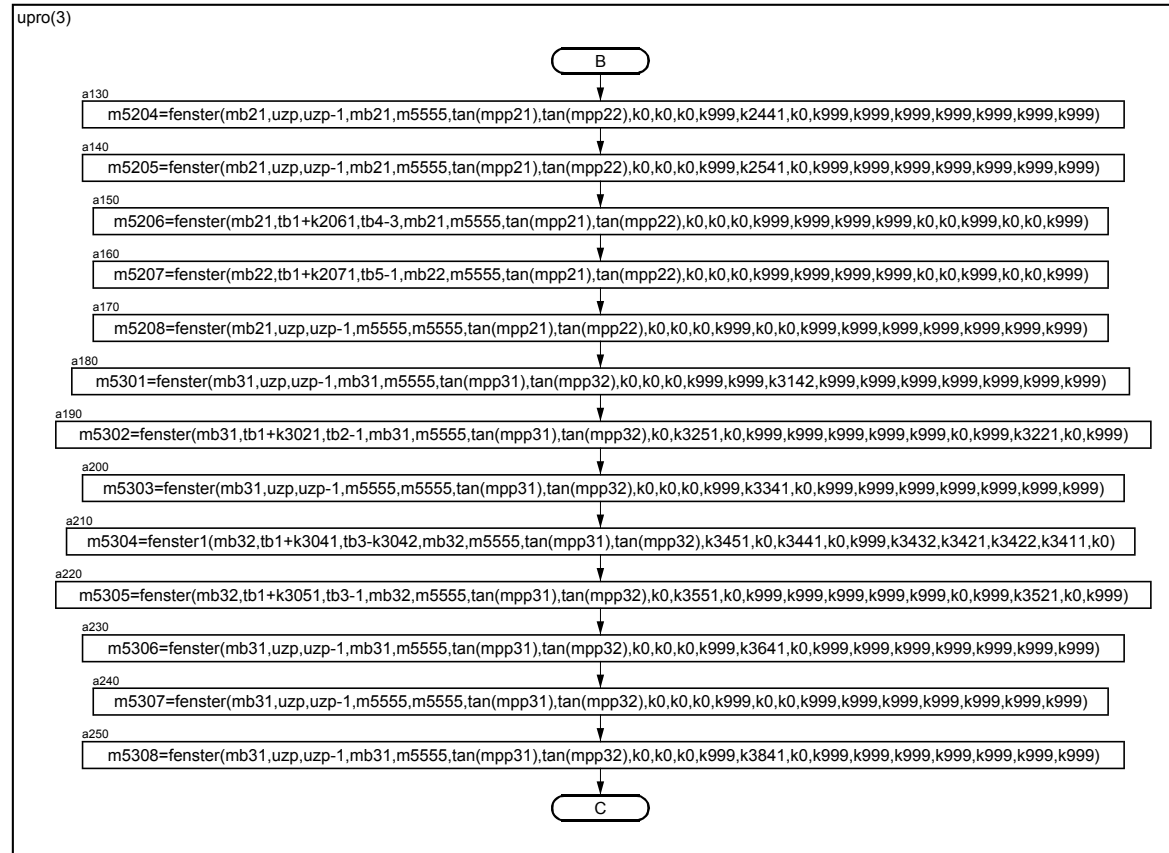 upro(3)
B
a130
m5204=fenster(mb21,uzp,uzp-1,mb21,m5555,tan(mpp21),tan(mpp22),k0,k0,k0,k999,k2441,k0,k999,k999,k999,k999,k999,k999,k999)
a140
m5205=fenster(mb21,uzp,uzp-1,mb21,m5555,tan(mpp21),tan(mpp22),k0,k0,k0,k999,k2541,k0,k999,k999,k999,k999,k999,k999,k999)
a150
m5206=fenster(mb21,tb1+k2061,tb4-3,mb21,m5555,tan(mpp21),tan(mpp22),k0,k0,k0,k999,k999,k999,k999,k0,k0,k999,k0,k0,k999)
a160
m5207=fenster(mb22,tb1+k2071,tb5-1,mb22,m5555,tan(mpp21),tan(mpp22),k0,k0,k0,k999,k999,k999,k999,k0,k0,k999,k0,k0,k999)
a170
m5208=fenster(mb21,uzp,uzp-1,m5555,m5555,tan(mpp21),tan(mpp22),k0,k0,k0,k999,k0,k0,k999,k999,k999,k999,k999,k999,k999)
a180
m5301=fenster(mb31,uzp,uzp-1,mb31,m5555,tan(mpp31),tan(mpp32),k0,k0,k0,k999,k999,k3142,k999,k999,k999,k999,k999,k999,k999)
a190
m5302=fenster(mb31,tb1+k3021,tb2-1,mb31,m5555,tan(mpp31),tan(mpp32),k0,k3251,k0,k999,k999,k999,k999,k999,k0,k999,k3221,k0,k999)
a200
m5303=fenster(mb31,uzp,uzp-1,m5555,m5555,tan(mpp31),tan(mpp32),k0,k0,k0,k999,k3341,k0,k999,k999,k999,k999,k999,k999,k999)
a210
m5304=fenster1(mb32,tb1+k3041,tb3-k3042,mb32,m5555,tan(mpp31),tan(mpp32),k3451,k0,k3441,k0,k999,k3432,k3421,k3422,k3411,k0)
a220
m5305=fenster(mb32,tb1+k3051,tb3-1,mb32,m5555,tan(mpp31),tan(mpp32),k0,k3551,k0,k999,k999,k999,k999,k999,k0,k999,k3521,k0,k999)
a230
m5306=fenster(mb31,uzp,uzp-1,mb31,m5555,tan(mpp31),tan(mpp32),k0,k0,k0,k999,k3641,k0,k999,k999,k999,k999,k999,k999,k999)
a240
m5307=fenster(mb31,uzp,uzp-1,m5555,m5555,tan(mpp31),tan(mpp32),k0,k0,k0,k999,k0,k0,k999,k999,k999,k999,k999,k999,k999)
a250
m5308=fenster(mb31,uzp,uzp-1,mb31,m5555,tan(mpp31),tan(mpp32),k0,k0,k0,k999,k3841,k0,k999,k999,k999,k999,k999,k999,k999)
C